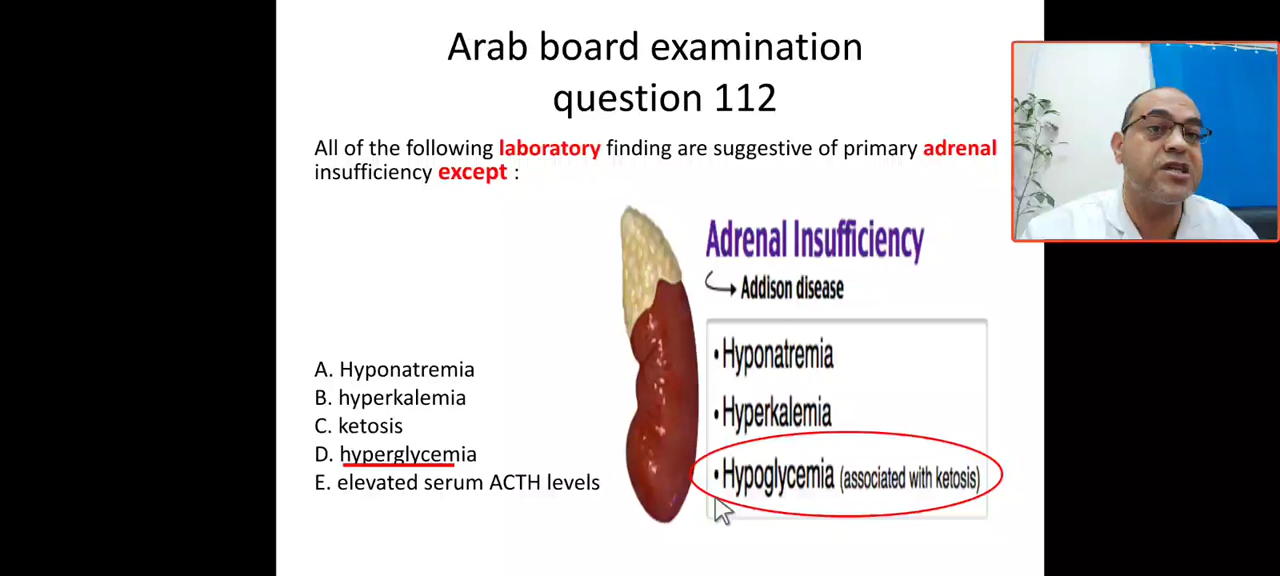 Arab board examination
question 112
All of the following laboratory finding are suggestive of primary adrenal
insufficiency except :
Adrenal Insufficiency
Addison disease
• Hyponatremia
• Hyperkalemia
• Hypoglycemia (associated with ketosis)
A. Hyponatremia
B. hyperkalemia
C. ketosis
D. hyperglycemia
E. elevated serum ACTH levels